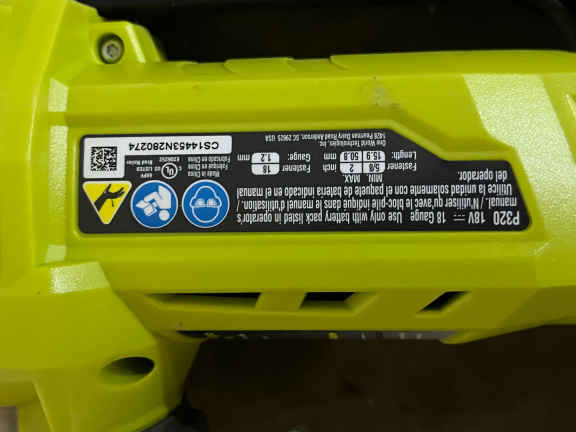 P320 18V ⎓ 18 Gauge Use only with battery pack listed in operator's
manual. / N'utiliser qu'avec le bloc-pile indiqué dans le manuel d'utilisation. /
Utilice la unidad solamente con el paquete de batería indicado en el manual
del operador.
MIN. MAX.
Fastener 5/8 2 inch
Length: 15.9 50.8 mm
Fastener 18
Gauge: 1.2 mm
One World Technologies, Inc.
1428 Pearman Dairy Road Anderson, SC 29625 USA
Made in China
Fabriqué en Chine
Fabricado en China
UL
LISTED
Brad Nailer
CS14453N280274